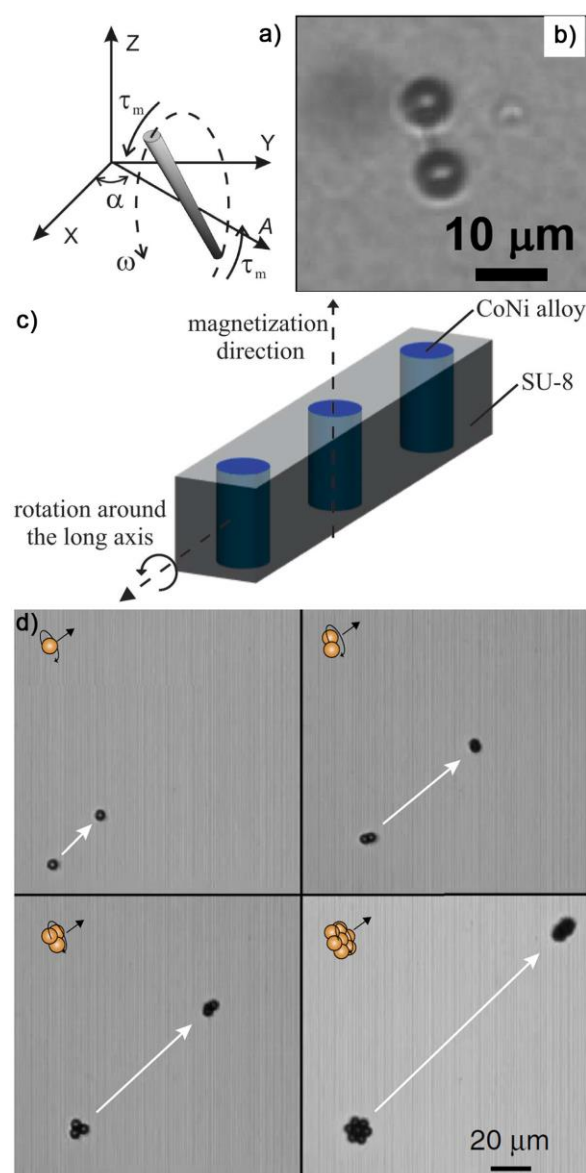 a)
Z
τm
Y
α
X
ω
A
τm
b)
10 μm
c)
magnetization
direction
CoNi alloy
SU-8
rotation around
the long axis
d)
20 μm